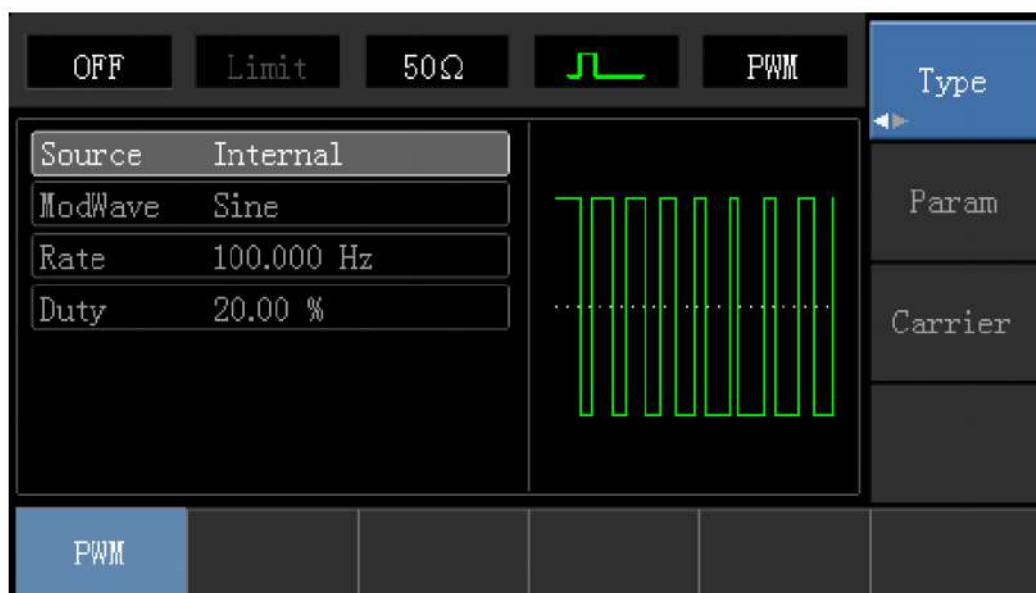 OFF Limit 50Ω PWM
Type
Source Internal
ModWave Sine
Rate 100.000 Hz
Duty 20.00 %
Param
Carrier
PWM